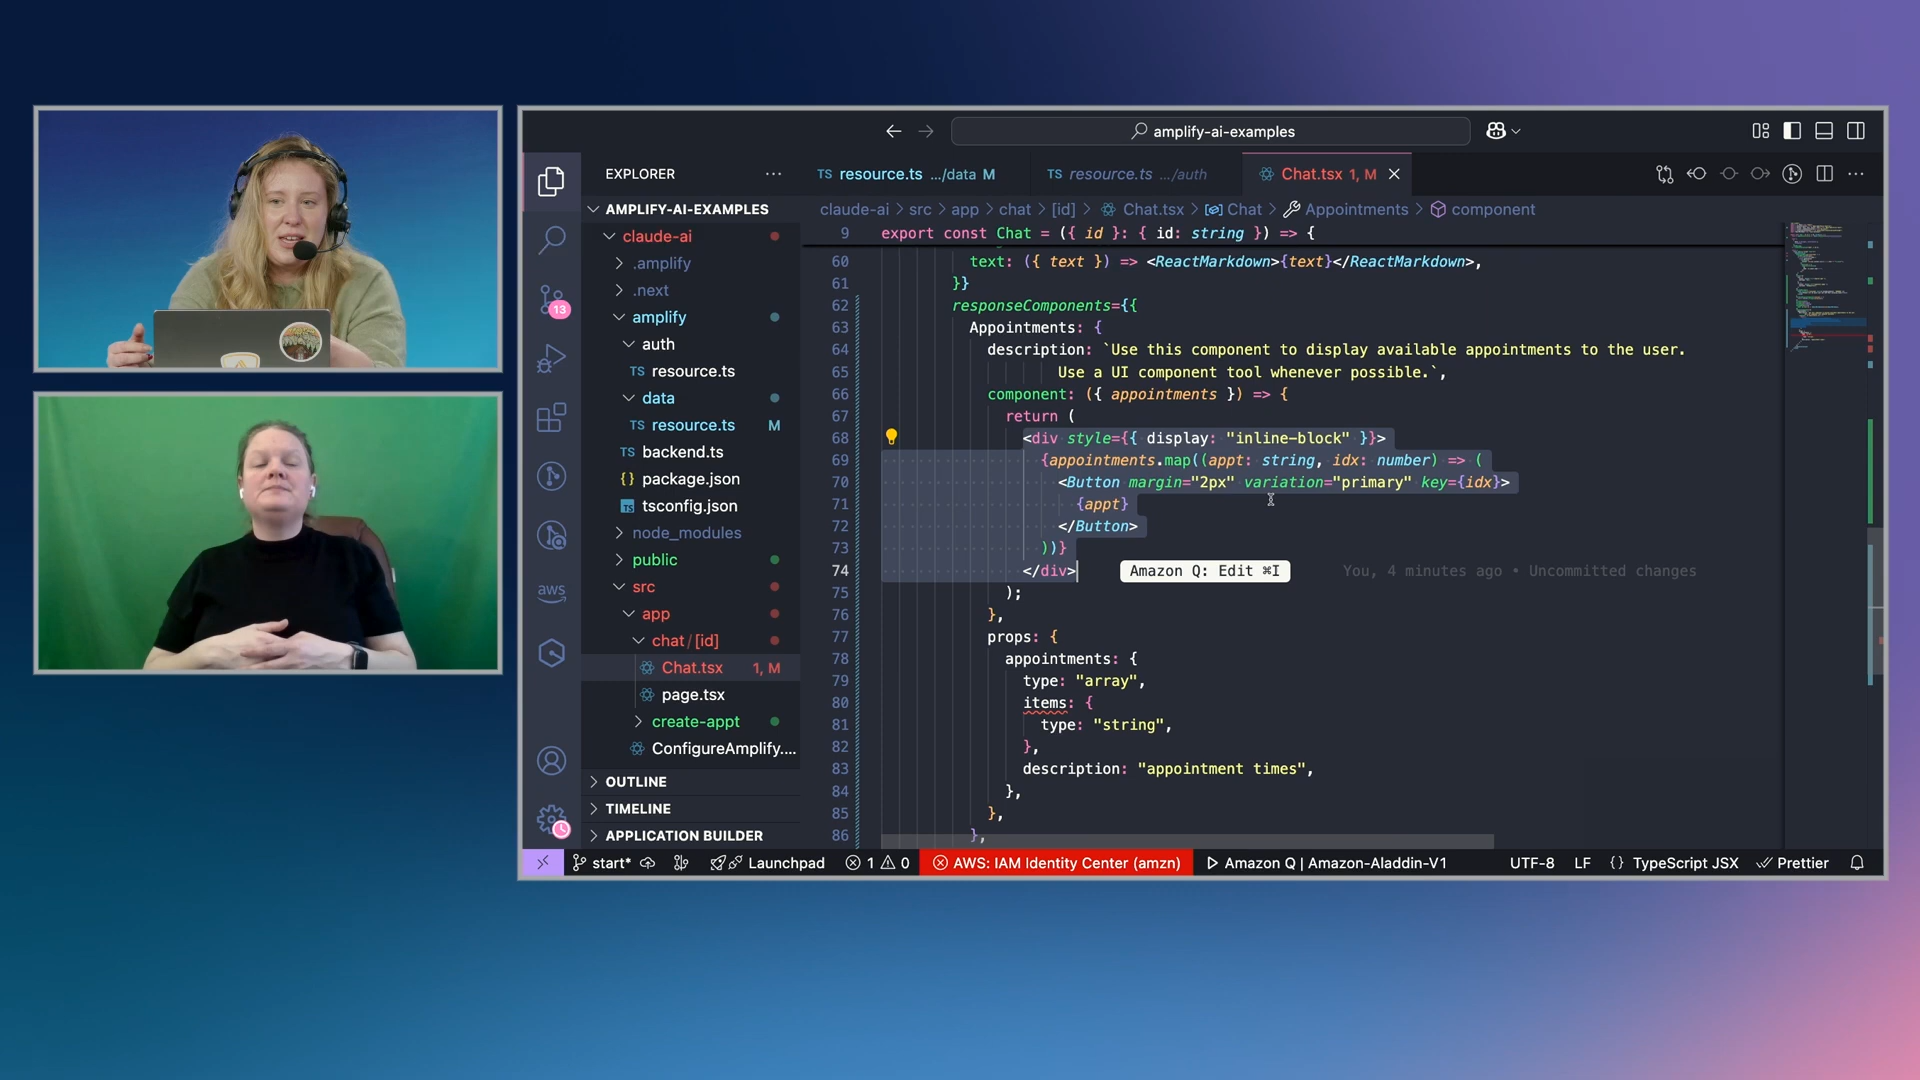 amplify-ai-examples
EXPLORER
TS resource.ts .../data M
TS resource.ts .../auth
Chat.tsx 1, M
AMPLIFY-AI-EXAMPLES
claude-ai
.amplify
.next
amplify
auth
TS resource.ts
data
TS resource.ts M
TS backend.ts
{} package.json
tsconfig.json
node_modules
public
src
app
chat/[id]
Chat.tsx 1, M
page.tsx
create-appt
ConfigureAmplify....
OUTLINE
TIMELINE
APPLICATION BUILDER
13
aws
claude-ai > src > app > chat > [id] > Chat.tsx > Chat > Appointments > component
9 export const Chat = ({ id }: { id: string }) => {
60 text: ({ text }) => <ReactMarkdown>{text}</ReactMarkdown>,
61 }}
62 responseComponents={{
63 Appointments: {
64 description: `Use this component to display available appointments to the user.
65 Use a UI component tool whenever possible.`,
66 component: ({ appointments }) => {
67 return (
68 <div style={{ display: "inline-block" }}>
69 {appointments.map((appt: string, idx: number) => (
70 <Button margin="2px" variation="primary" key={idx}>
71 {appt}
72 </Button>
73 ))}
74 </div> Amazon Q: Edit ⌘I You, 4 minutes ago • Uncommitted changes
75 );
76 },
77 props: {
78 appointments: {
79 type: "array",
80 items: {
81 type: "string",
82 },
83 description: "appointment times",
84 },
85 },
86 },
start* Launchpad 1 0 AWS: IAM Identity Center (amzn) Amazon Q | Amazon-Aladdin-V1 UTF-8 LF {} TypeScript JSX Prettier